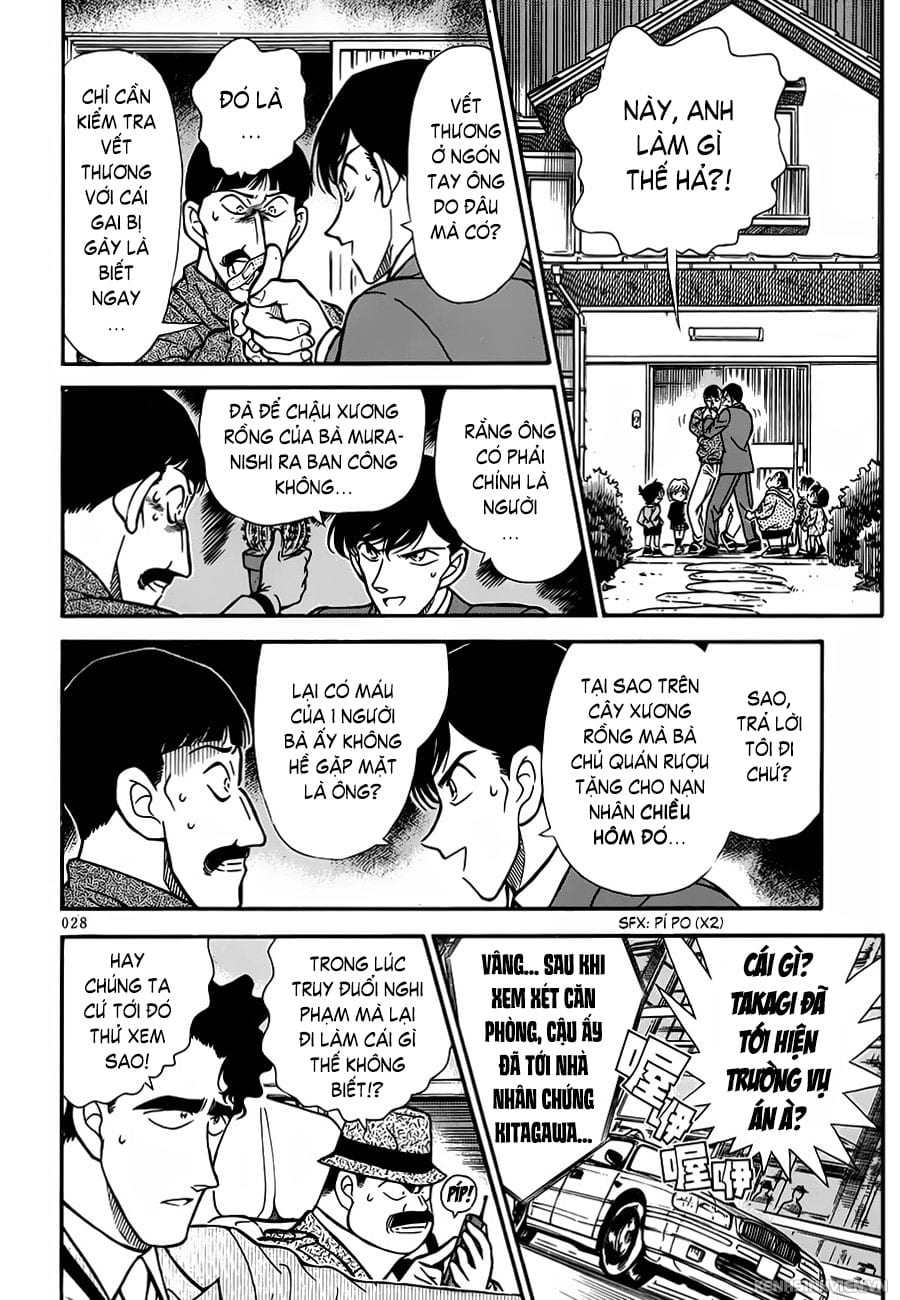 NÀY, ANH
LÀM GÌ
THẾ HẢ?!
VẾT
THƯƠNG
Ở NGÓN
TAY ÔNG
DO ĐÂU
MÀ CÓ?
ĐÓ LÀ
...
CHỈ CẦN
KIỂM TRA
VẾT
THƯƠNG
VỚI CÁI
GAI BỊ
GÀY LÀ
BIẾT
NGAY
...
RẰNG ÔNG
CÓ PHẢI
CHÍNH LÀ
NGƯỜI
...
ĐÀ ĐỂ CHẬU XƯƠNG
RỒNG CỦA BÀ MURA-
NISHI RA BAN CÔNG
KHÔNG...
SAO,
TRẢ LỜI
TÔI ĐI
CHỨ?
TẠI SAO TRÊN
CÂY XƯƠNG
RỒNG MÀ BÀ
CHỦ QUÁN RƯỢU
TẶNG CHO NẠN
NHÂN CHIỀU
HÔM ĐÓ...
LẠI CÓ MÁU
CỦA 1 NGƯỜI
BÀ ẤY KHÔNG
HỀ GẶP MẶT
LÀ ÔNG?
028
SFX: PÍ PO (X2)
CÁI GÌ?
TAKAGI ĐÃ
TỚI HIỆN
TRƯỜNG VỤ
ÁN À?
VÂNG... SAU KHI
XEM XÉT CĂN
PHÒNG, CẬU ẤY
ĐÃ TỚI NHÀ
NHÂN CHỨNG
KITAGAWA...
喔咿
喔咿
TRONG LÚC
TRUY ĐUỔI NGHI
PHẠM MÀ LẠI
ĐI LÀM CÁI GÌ
THẾ KHÔNG
BIẾT!?
PÍP!
HAY
CHÚNG TA
CỨ TỚI ĐÓ
THỬ XEM
SAO!